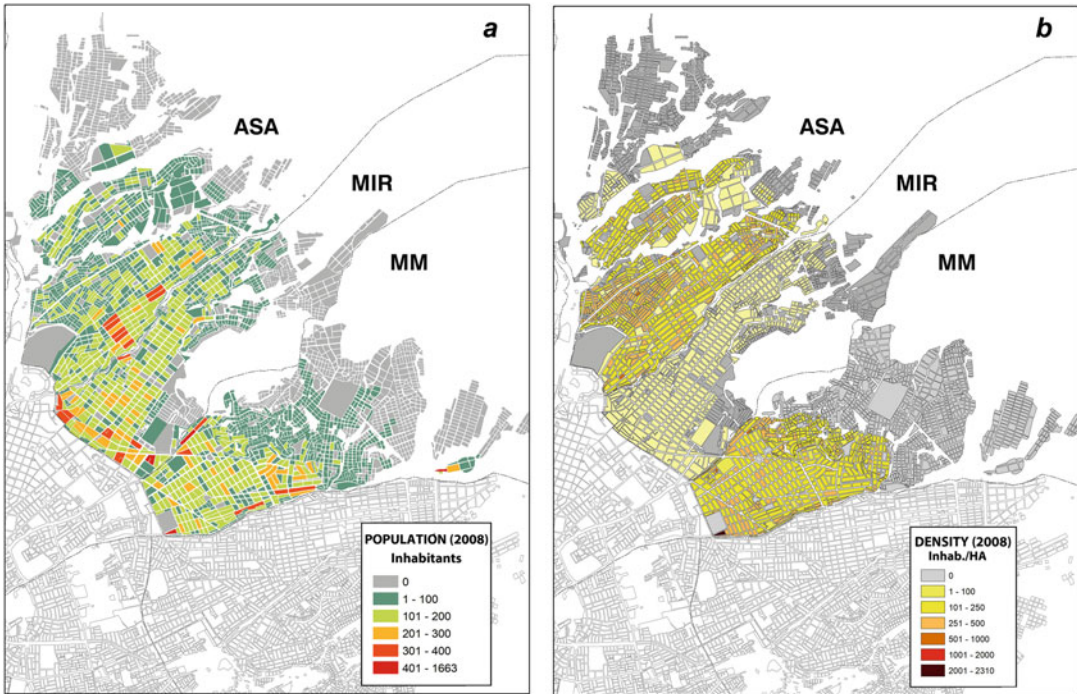 a
ASA
MIR
MM
POPULATION (2008)
Inhabitants
0
1 - 100
101 - 200
201 - 300
301 - 400
401 - 1663
b
ASA
MIR
MM
DENSITY (2008)
Inhab./HA
0
1 - 100
101 - 250
251 - 500
501 - 1000
1001 - 2000
2001 - 2310